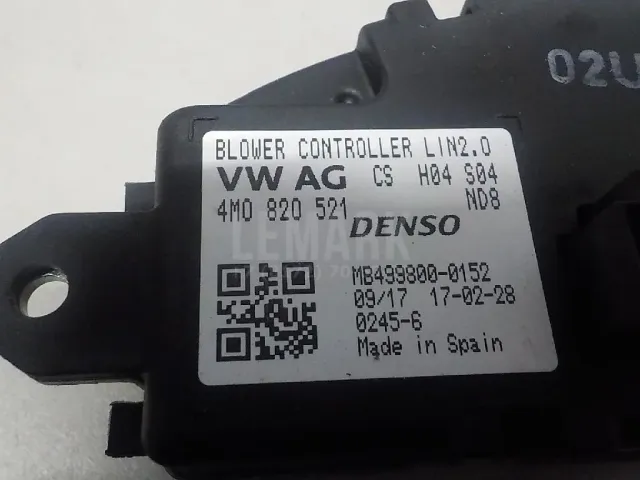 02U
BLOWER CONTROLLER LIN2.0
VW AG CS H04 S04
4M0 820 521 ND8
DENSO
LEMARK
MB499800-0152
09/17 17-02-28
0245-6
Made in Spain